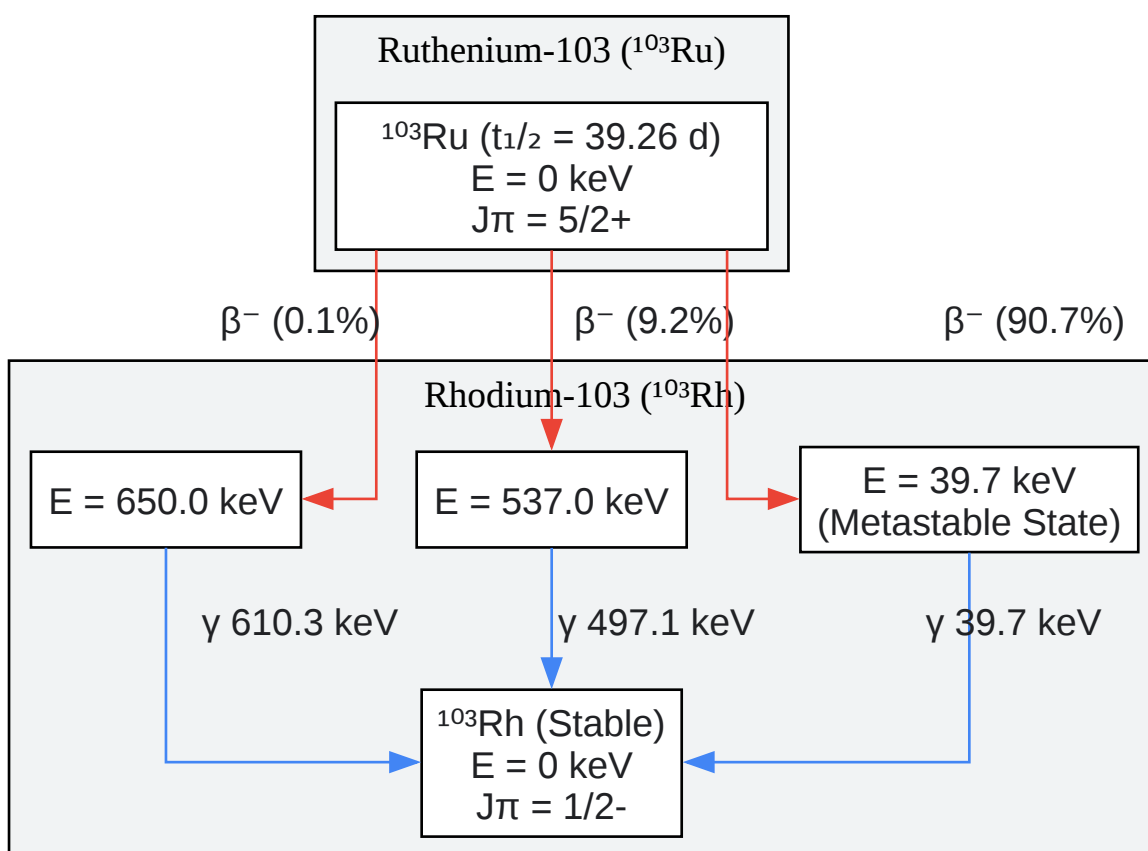 Ruthenium-103 (¹⁰³Ru)
¹⁰³Ru (t₁/₂ = 39.26 d)
E = 0 keV
Jπ = 5/2+
β⁻ (0.1%)
β⁻ (9.2%)
β⁻ (90.7%)
Rhodium-103 (¹⁰³Rh)
E = 650.0 keV
E = 537.0 keV
E = 39.7 keV
(Metastable State)
γ 610.3 keV
γ 497.1 keV
γ 39.7 keV
¹⁰³Rh (Stable)
E = 0 keV
Jπ = 1/2-